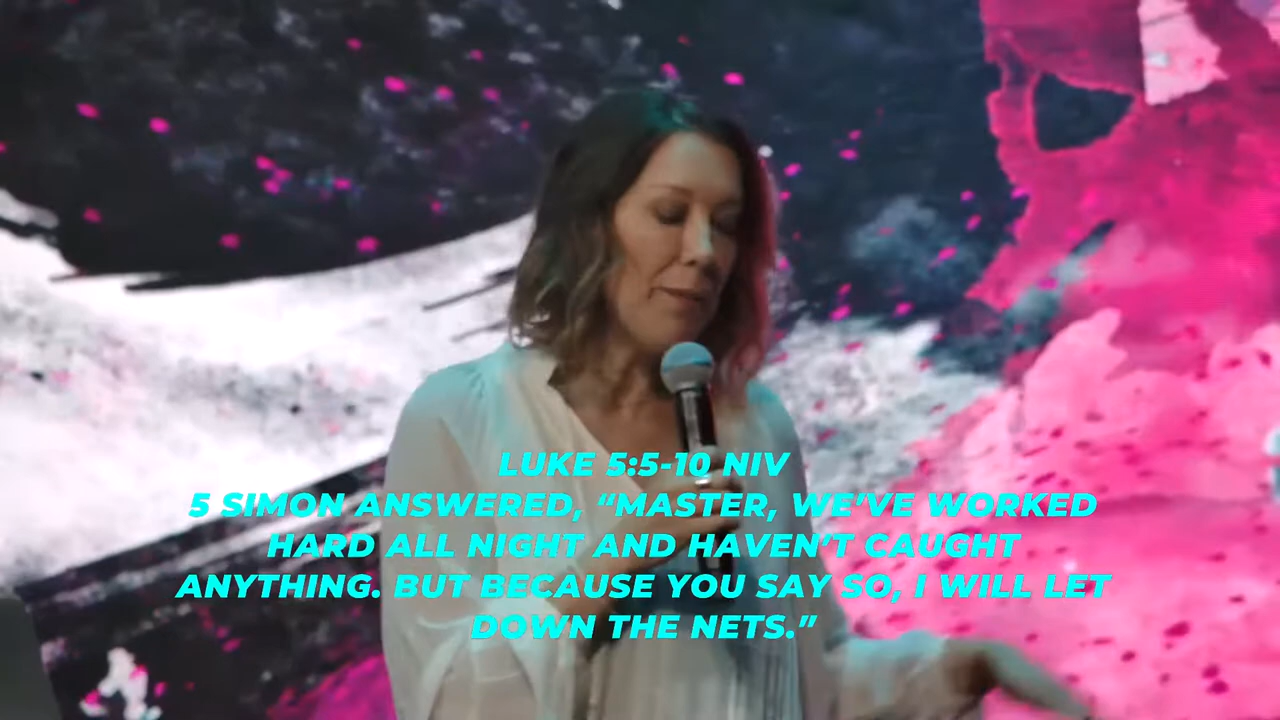 LUKE 5:5-10 NIV
5 SIMON ANSWERED, “MASTER, WE’VE WORKED
HARD ALL NIGHT AND HAVEN’T CAUGHT
ANYTHING. BUT BECAUSE YOU SAY SO, I WILL LET
DOWN THE NETS.”